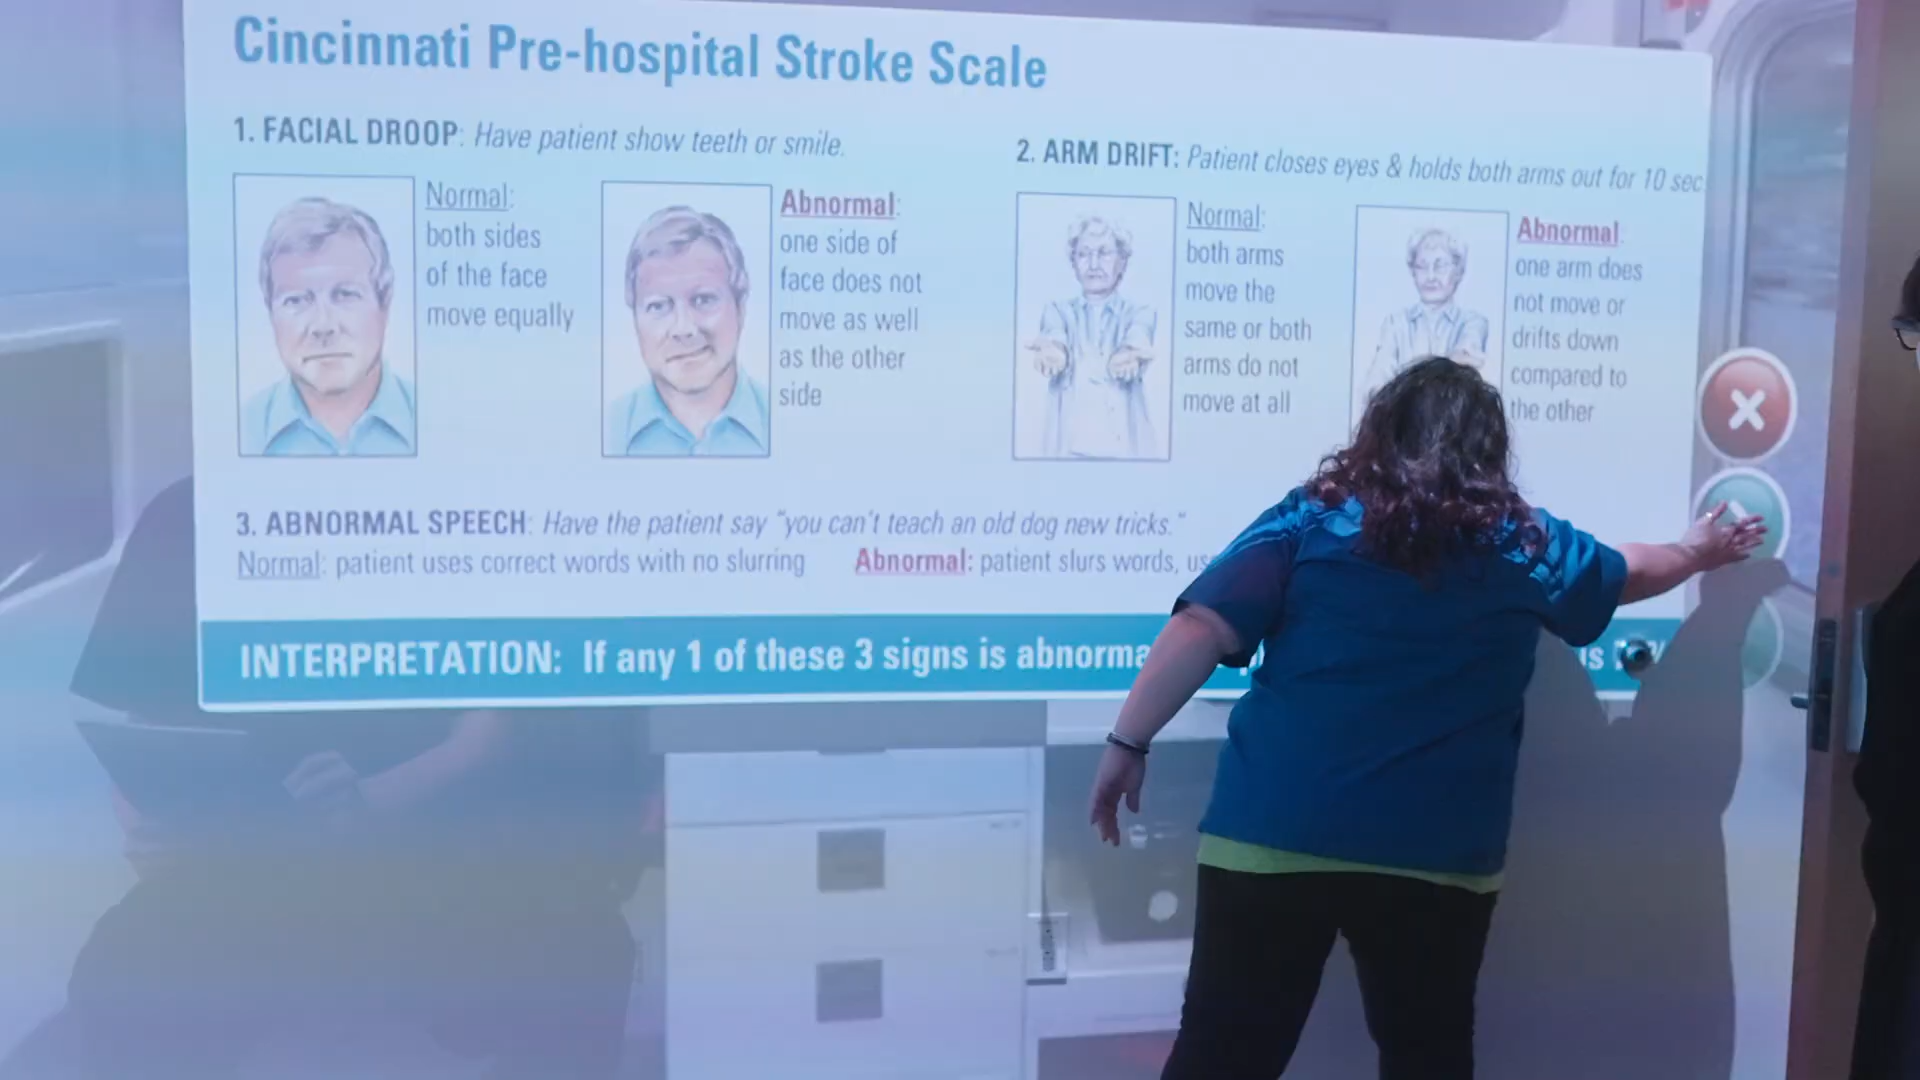 Cincinnati Pre-hospital Stroke Scale
1. FACIAL DROOP: Have patient show teeth or smile.
Normal:
both sides
of the face
move equally
Abnormal:
one side of
face does not
move as well
as the other
side
2. ARM DRIFT: Patient closes eyes & holds both arms out for 10 sec
Normal:
both arms
move the
same or both
arms do not
move at all
Abnormal:
one arm does
not move or
drifts down
compared to
the other
3. ABNORMAL SPEECH: Have the patient say "you can't teach an old dog new tricks."
Normal: patient uses correct words with no slurring
Abnormal: patient slurs words, us
INTERPRETATION: If any 1 of these 3 signs is abnorma